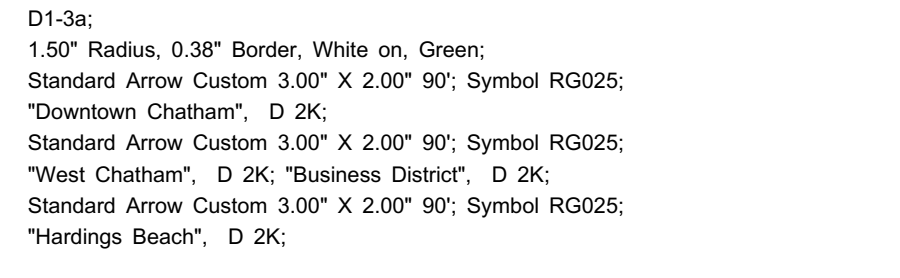 D1-3a;
1.50" Radius, 0.38" Border, White on, Green;
Standard Arrow Custom 3.00" X 2.00" 90'; Symbol RG025;
"Downtown Chatham", D 2K;
Standard Arrow Custom 3.00" X 2.00" 90'; Symbol RG025;
"West Chatham", D 2K; "Business District", D 2K;
Standard Arrow Custom 3.00" X 2.00" 90'; Symbol RG025;
"Hardings Beach", D 2K;